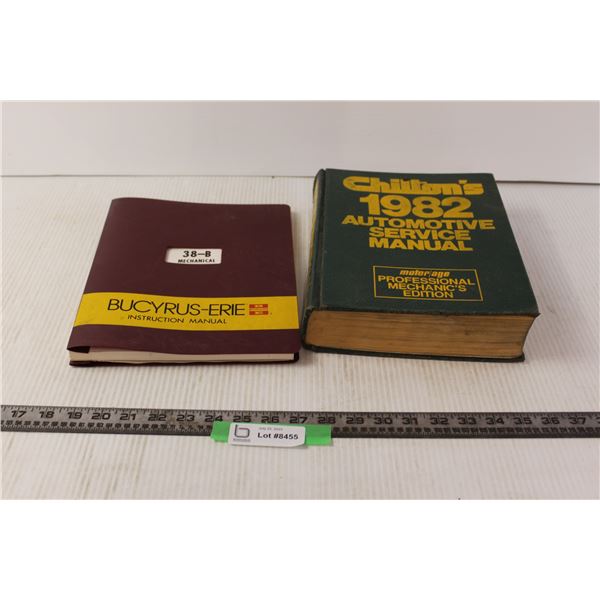 38-B
MECHANICAL
BUCYRUS-ERIE
INSTRUCTION MANUAL
Chilton's
1982
AUTOMOTIVE
SERVICE
MANUAL
motor/age
PROFESSIONAL
MECHANIC'S
EDITION
17 18 19 20 21 22 23 24 25 26 27 28 29 30 31 32 33 34 35 36 37
Lot #8455